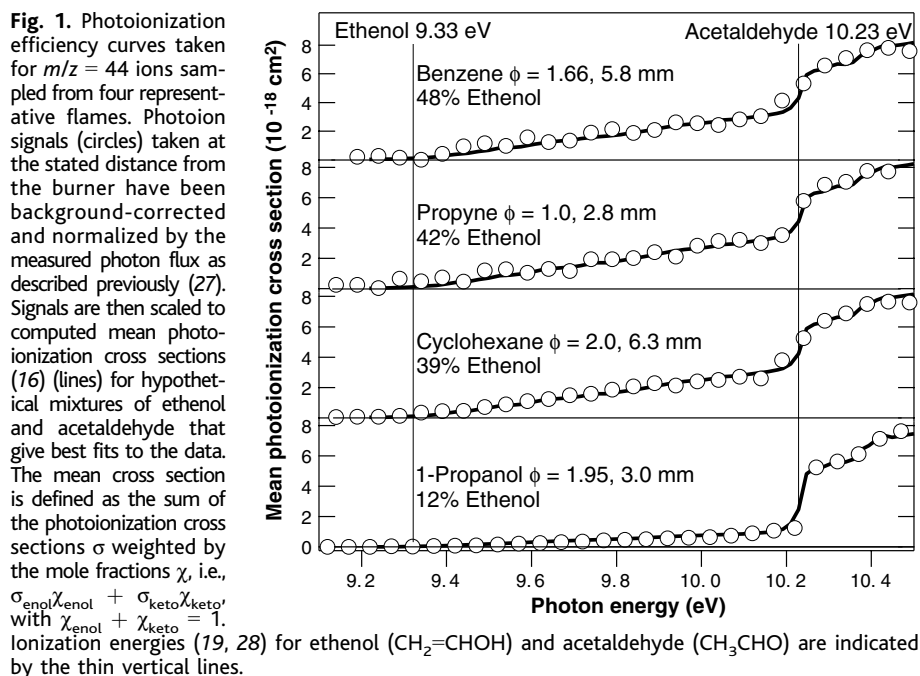 Fig. 1. Photoionization
efficiency curves taken
for m/z = 44 ions sam-
pled from four represent-
ative flames. Photoion
signals (circles) taken at
the stated distance from
the burner have been
background-corrected
and normalized by the
measured photon flux as
described previously (27).
Signals are then scaled to
computed mean photo-
ionization cross sections
(16) (lines) for hypothet-
ical mixtures of ethenol
and acetaldehyde that
give best fits to the data.
The mean cross section
is defined as the sum of
the photoionization cross
sections σ weighted by
the mole fractions χ, i.e.,
σenolχenol + σketoχketo,
with χenol + χketo = 1.
Ionization energies (19, 28) for ethenol (CH2=CHOH) and acetaldehyde (CH3CHO) are indicated
by the thin vertical lines.
Mean photoionization cross section (10 -18 cm2)
Ethenol 9.33 eV
Acetaldehyde 10.23 eV
8
6
4
2
Benzene ϕ = 1.66, 5.8 mm
48% Ethenol
8
6
4
2
Propyne ϕ = 1.0, 2.8 mm
42% Ethenol
8
6
4
2
Cyclohexane ϕ = 2.0, 6.3 mm
39% Ethenol
8
6
4
2
0
1-Propanol ϕ = 1.95, 3.0 mm
12% Ethenol
9.2 9.4 9.6 9.8 10.0 10.2 10.4
Photon energy (eV)